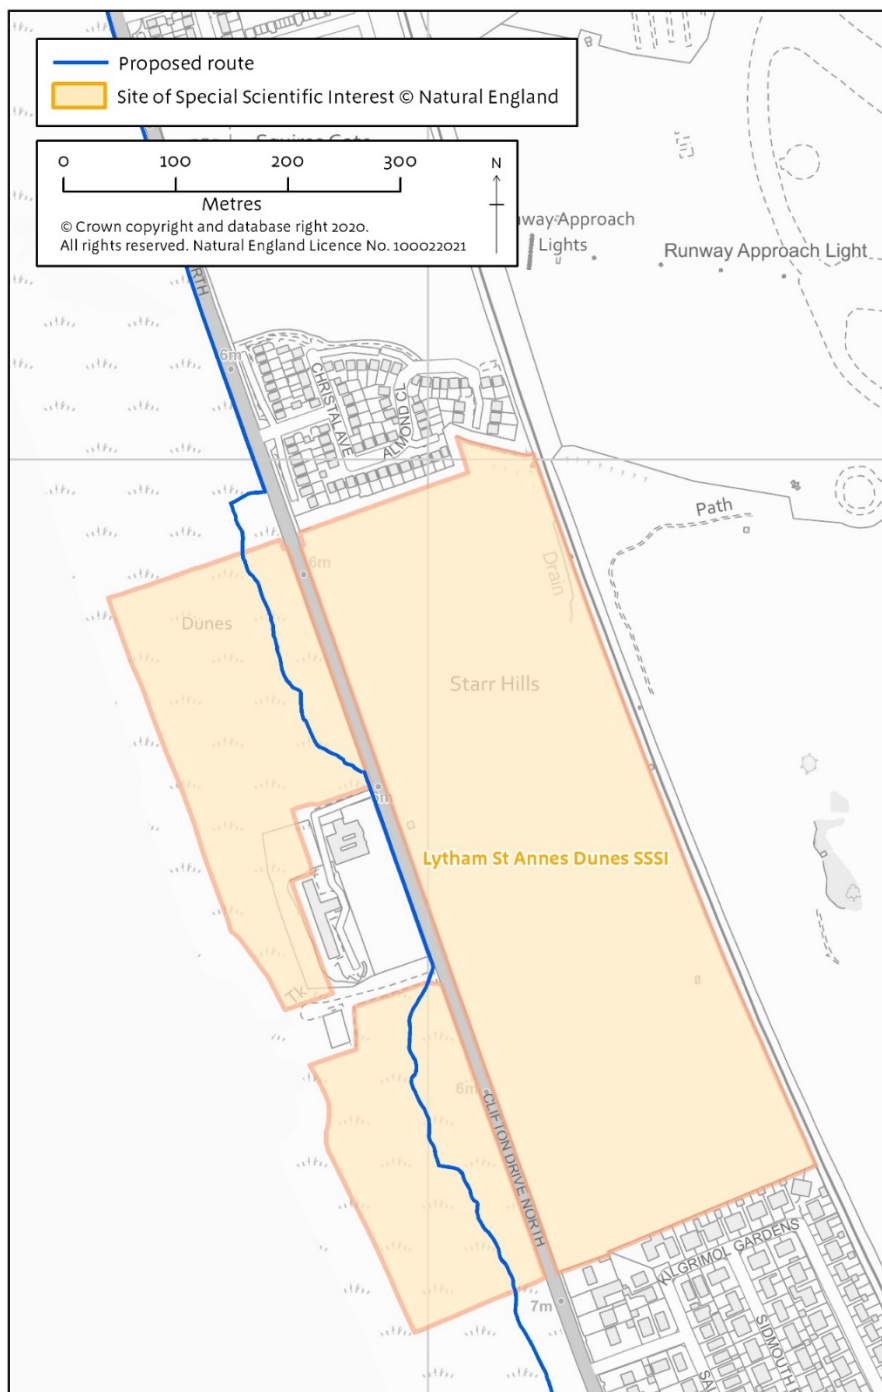 Proposed route
Site of Special Scientific Interest © Natural England
0 100 200 300
Metres
N
© Crown copyright and database right 2020.
All rights reserved. Natural England Licence No. 100022021
Approach
Lights
Runway Approach Light
6m
CHRISTAL AVE
ALMOND CL
Path
Drain
6m
Dunes
Starr Hills
Lytham St Annes Dunes SSSI
Tk
6m
CLIFTON DRIVE NORTH
KILGRIMOL GARDENS
7m
SIDMOUTH